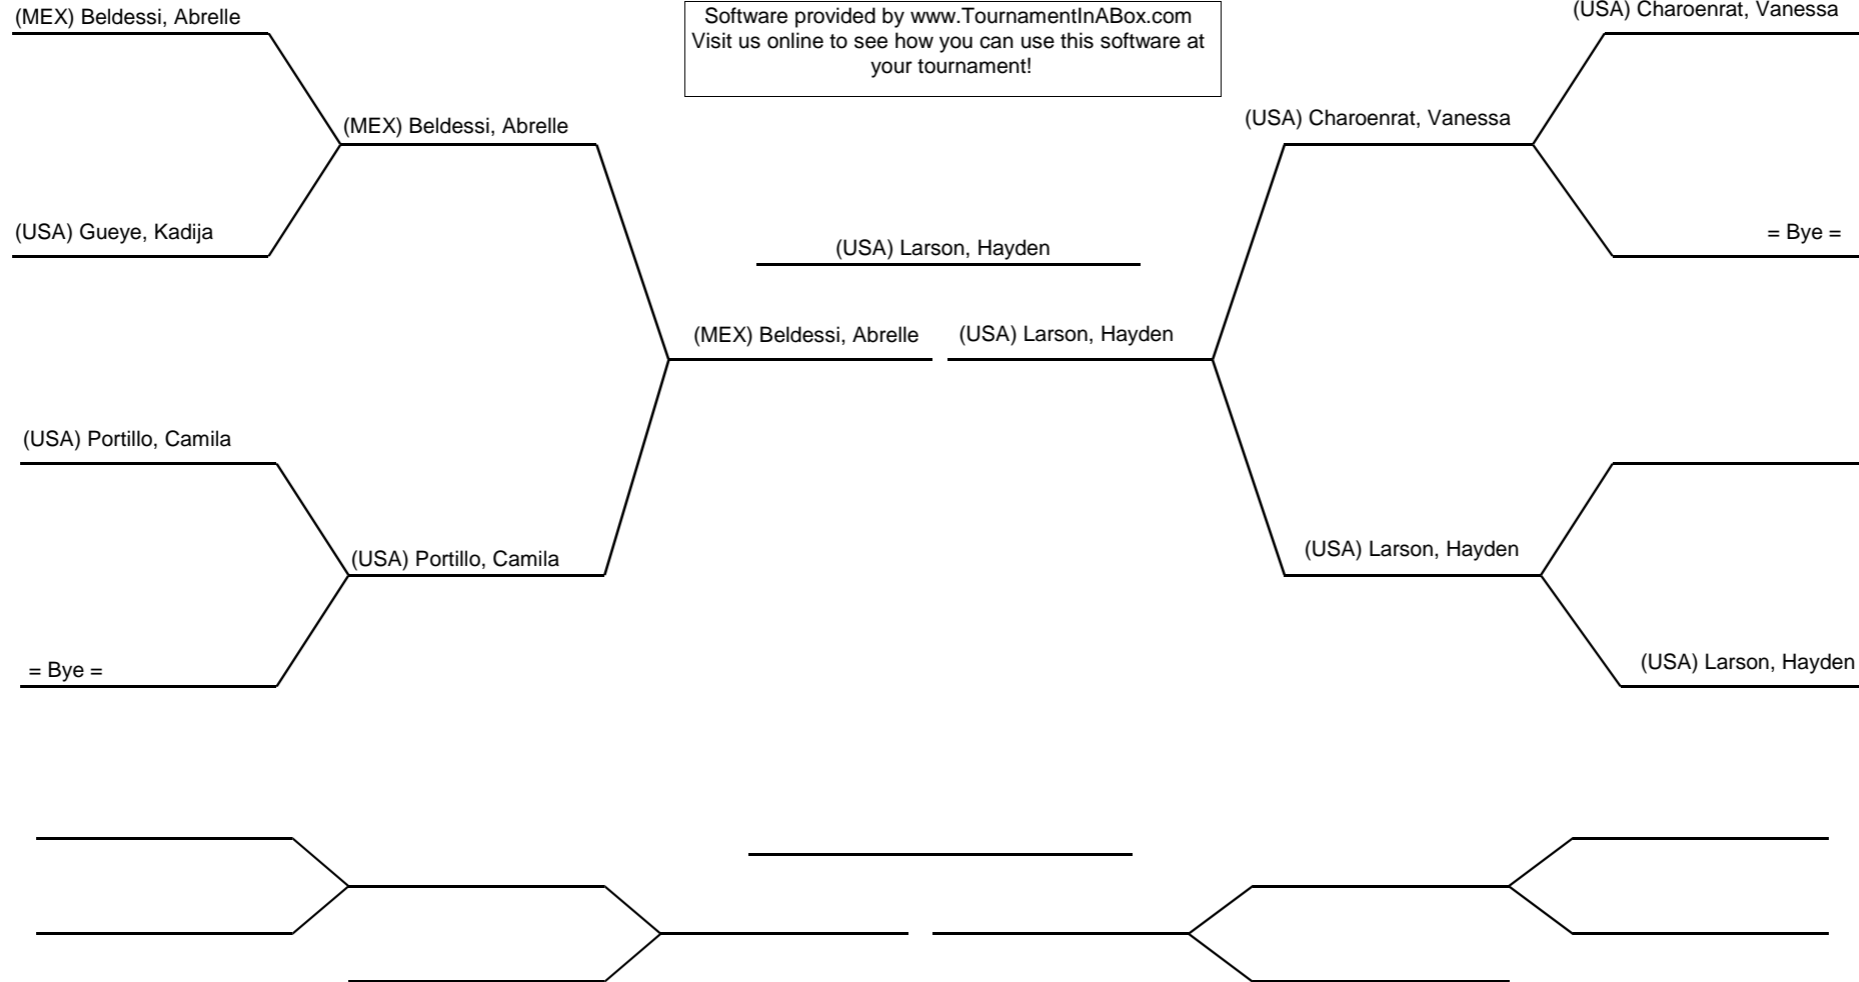 (MEX) Beldessi, Abrelle
Software provided by www.TournamentInABox.com
Visit us online to see how you can use this software at
your tournament!
(USA) Charoenrat, Vanessa
(MEX) Beldessi, Abrelle
(USA) Charoenrat, Vanessa
(USA) Gueye, Kadija
(USA) Larson, Hayden
= Bye =
(MEX) Beldessi, Abrelle
(USA) Larson, Hayden
(USA) Portillo, Camila
(USA) Portillo, Camila
(USA) Larson, Hayden
= Bye =
(USA) Larson, Hayden